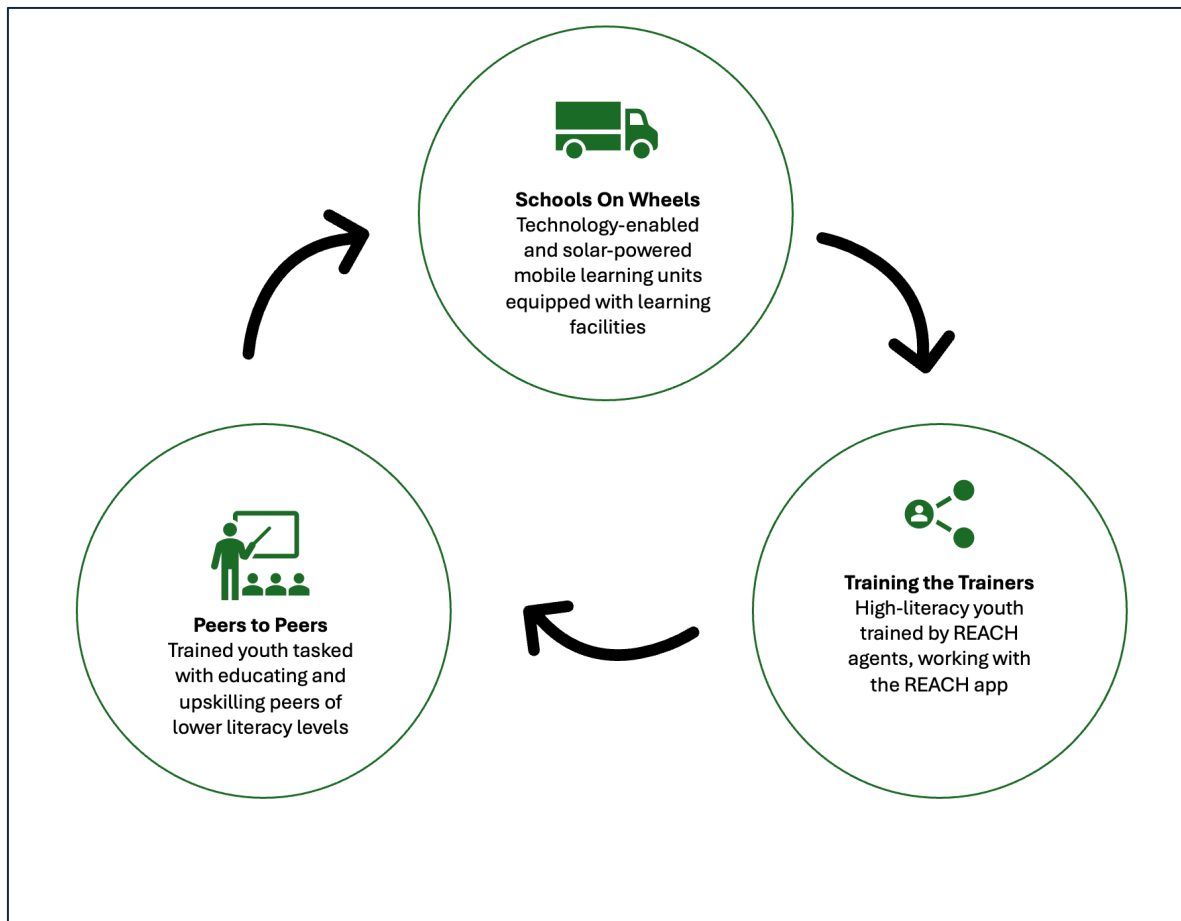 Schools On Wheels
Technology-enabled
and solar-powered
mobile learning units
equipped with learning
facilities
Training the Trainers
High-literacy youth
trained by REACH
agents, working with
the REACH app
Peers to Peers
Trained youth tasked
with educating and
upskilling peers of
lower literacy levels